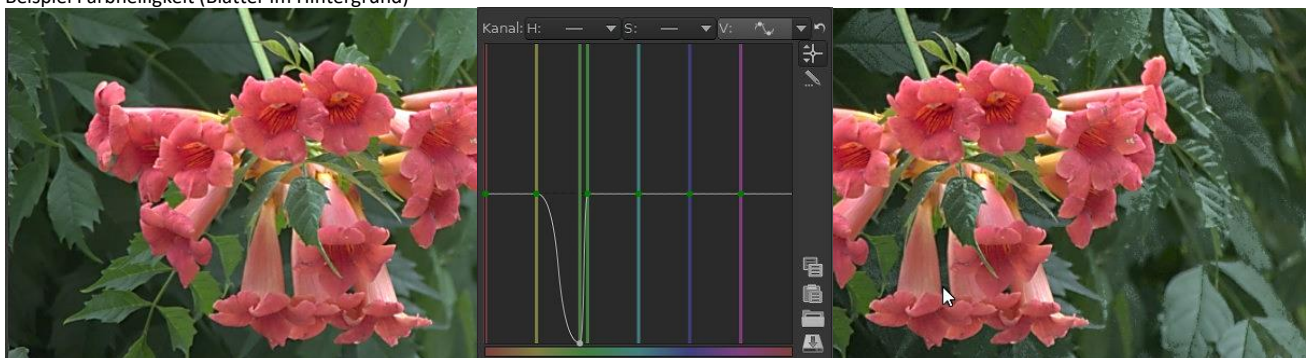 Beispiel Farbhelligkeit (Blätter im Hintergrund)
Kanal: H: S: V: